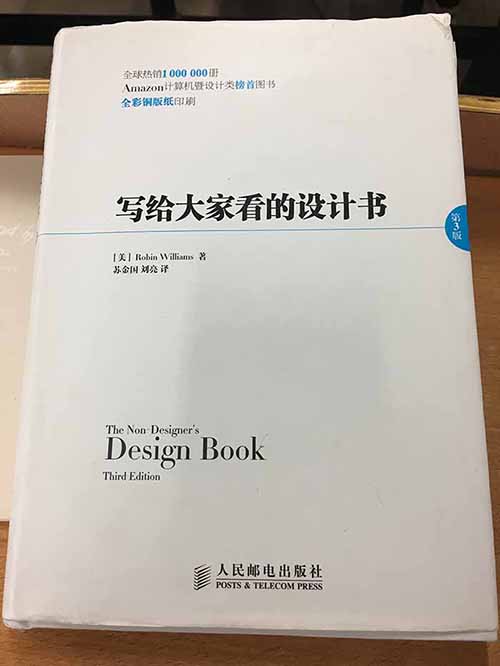 全球热销1 000 000册
Amazon计算机暨设计类榜首图书
全彩铜版纸印刷
写给大家看的设计书
第3版
[美] Robin Williams 著
苏金国 刘亮 译
The Non-Designer's
Design Book
Third Edition
人民邮电出版社
POSTS & TELECOM PRESS